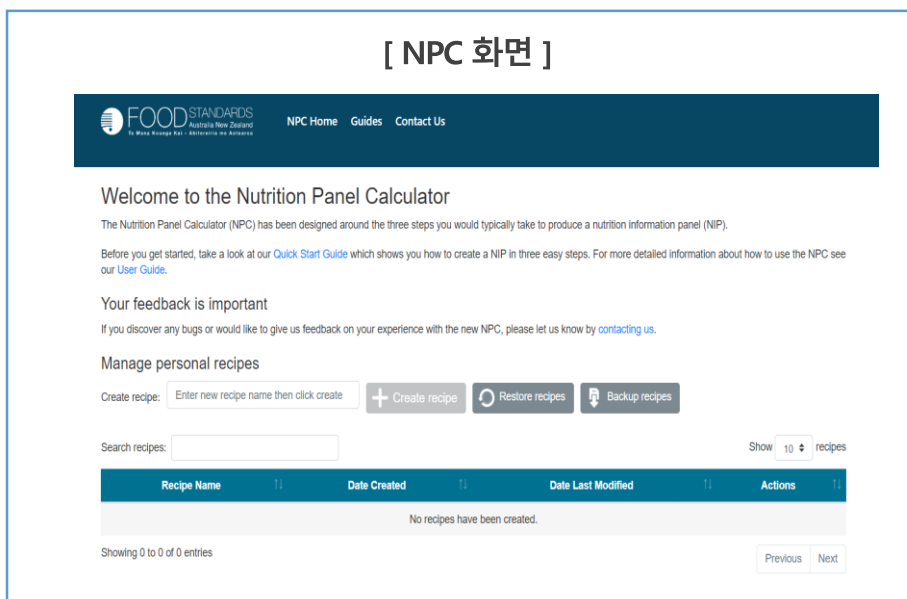 [ NPC 화면 ]
FOOD STANDARDS
Australia New Zealand
Te Mana Kounga Kai – Ahitereiria me Aotearoa
NPC Home Guides Contact Us
Welcome to the Nutrition Panel Calculator
The Nutrition Panel Calculator (NPC) has been designed around the three steps you would typically take to produce a nutrition information panel (NIP).
Before you get started, take a look at our Quick Start Guide which shows you how to create a NIP in three easy steps. For more detailed information about how to use the NPC see
our User Guide.
Your feedback is important
If you discover any bugs or would like to give us feedback on your experience with the new NPC, please let us know by contacting us.
Manage personal recipes
Create recipe: Enter new recipe name then click create Create recipe Restore recipes Backup recipes
Search recipes: Show 10 recipes
Recipe Name Date Created Date Last Modified Actions
No recipes have been created.
Showing 0 to 0 of 0 entries
Previous Next